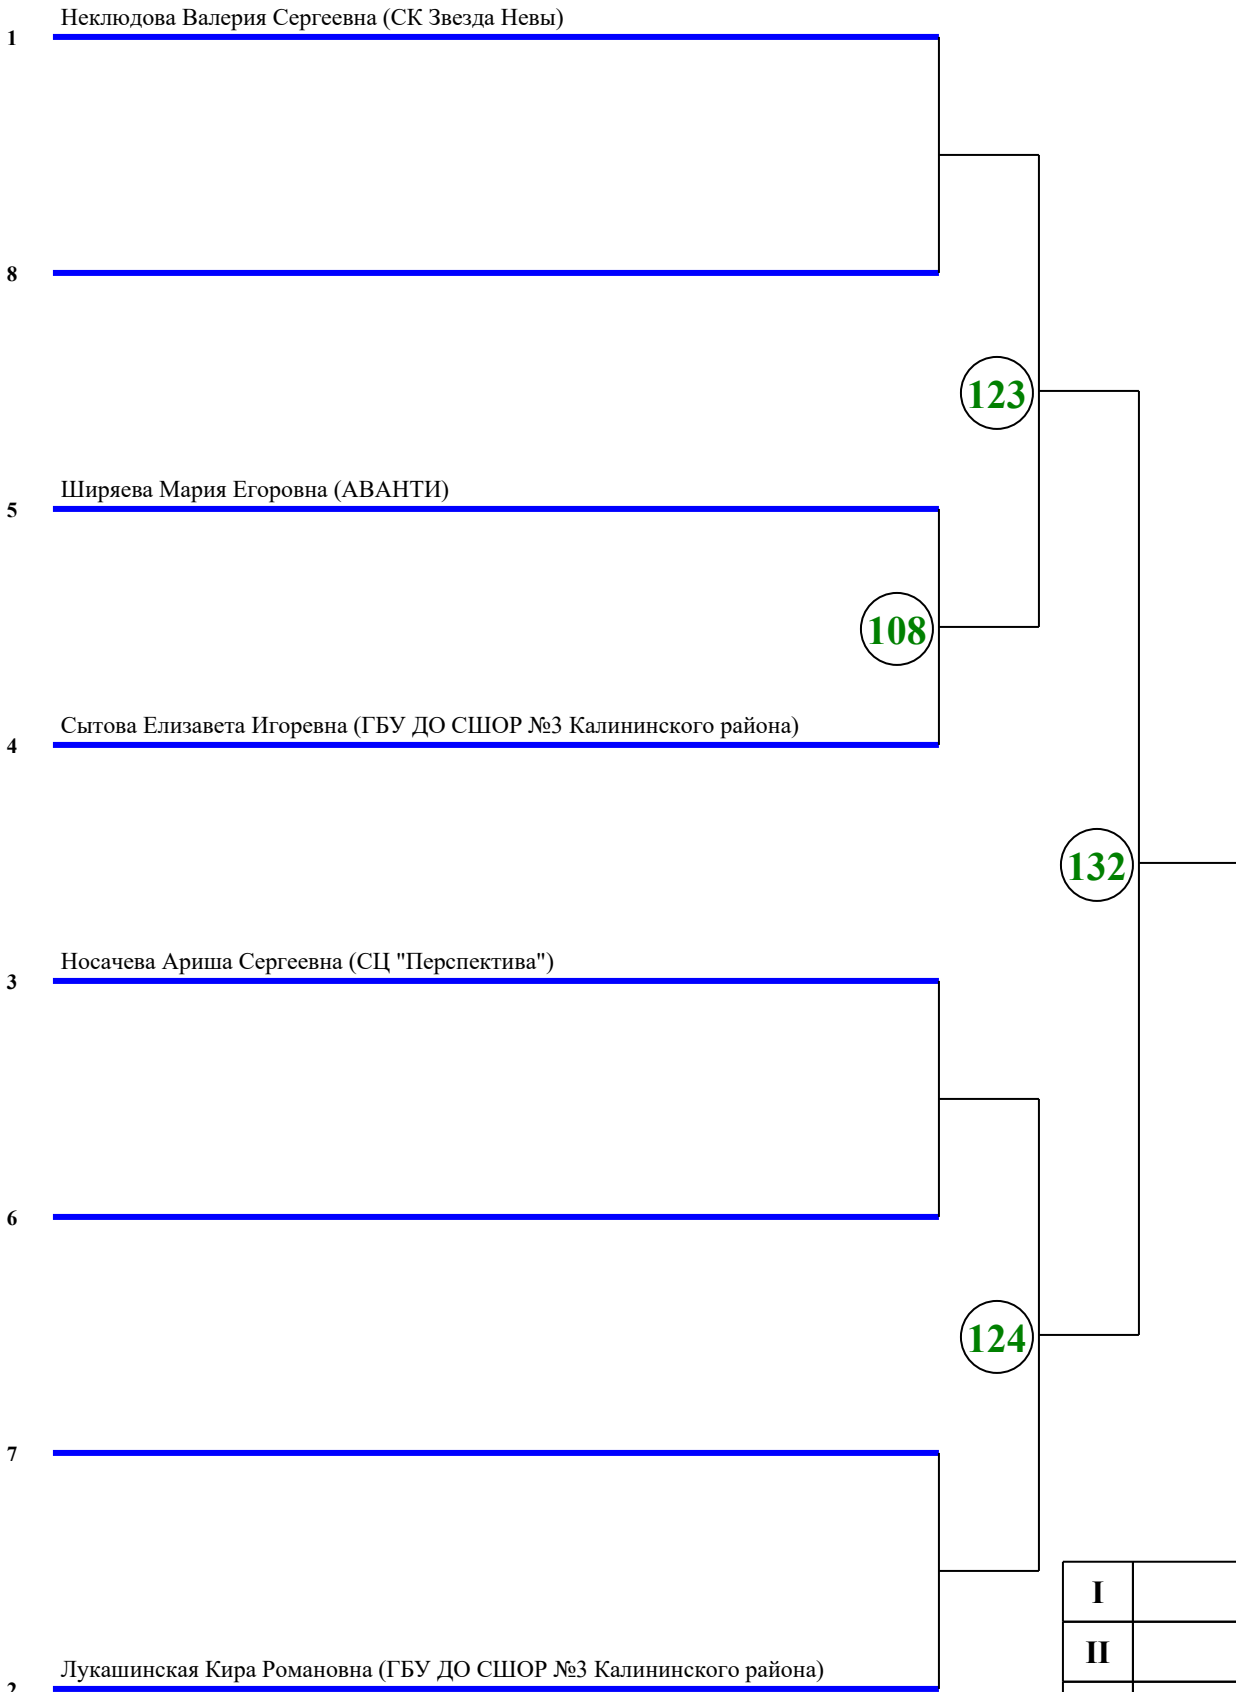 Неклюдова Валерия Сергеевна (СК Звезда Невы)
1
8
123
Ширяева Мария Егоровна (АВАНТИ)
5
108
Сытова Елизавета Игоревна (ГБУ ДО СШОР №3 Калининского района)
4
132
Носачева Ариша Сергеевна (СЦ "Перспектива")
3
6
124
7
I
II
Лукашинская Кира Романовна (ГБУ ДО СШОР №3 Калининского района)
2